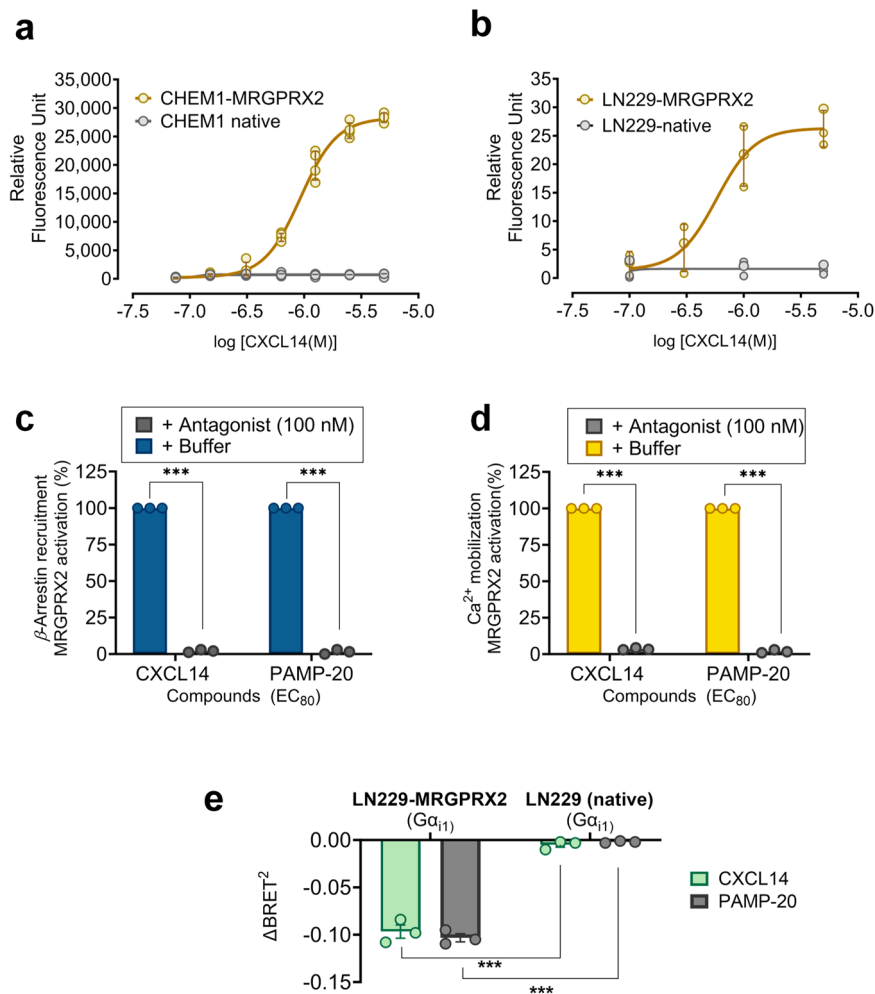 a
Relative
Fluorescence Unit
35,000
30,000
25,000
20,000
15,000
10,000
5,000
0
CHEM1-MRGPRX2
CHEM1 native
-7.5 -7.0 -6.5 -6.0 -5.5 -5.0
log [CXCL14(M)]
b
Relative
Fluorescence Unit
35
30
25
20
15
10
5
0
LN229-MRGPRX2
LN229-native
-7.5 -7.0 -6.5 -6.0 -5.5 -5.0
log [CXCL14(M)]
c
+ Antagonist (100 nM)
+ Buffer
β-Arrestin recruitment
MRGPRX2 activation (%)
125
100
75
50
25
0
*** ***
CXCL14 PAMP-20
Compounds (EC80)
d
+ Antagonist (100 nM)
+ Buffer
Ca2+ mobilization
MRGPRX2 activation(%)
125
100
75
50
25
0
*** ***
CXCL14 PAMP-20
Compounds (EC80)
e
LN229-MRGPRX2 LN229 (native)
(Gαi1) (Gαi1)
ΔBRET2
0.00
-0.05
-0.10
-0.15
***
***
CXCL14
PAMP-20